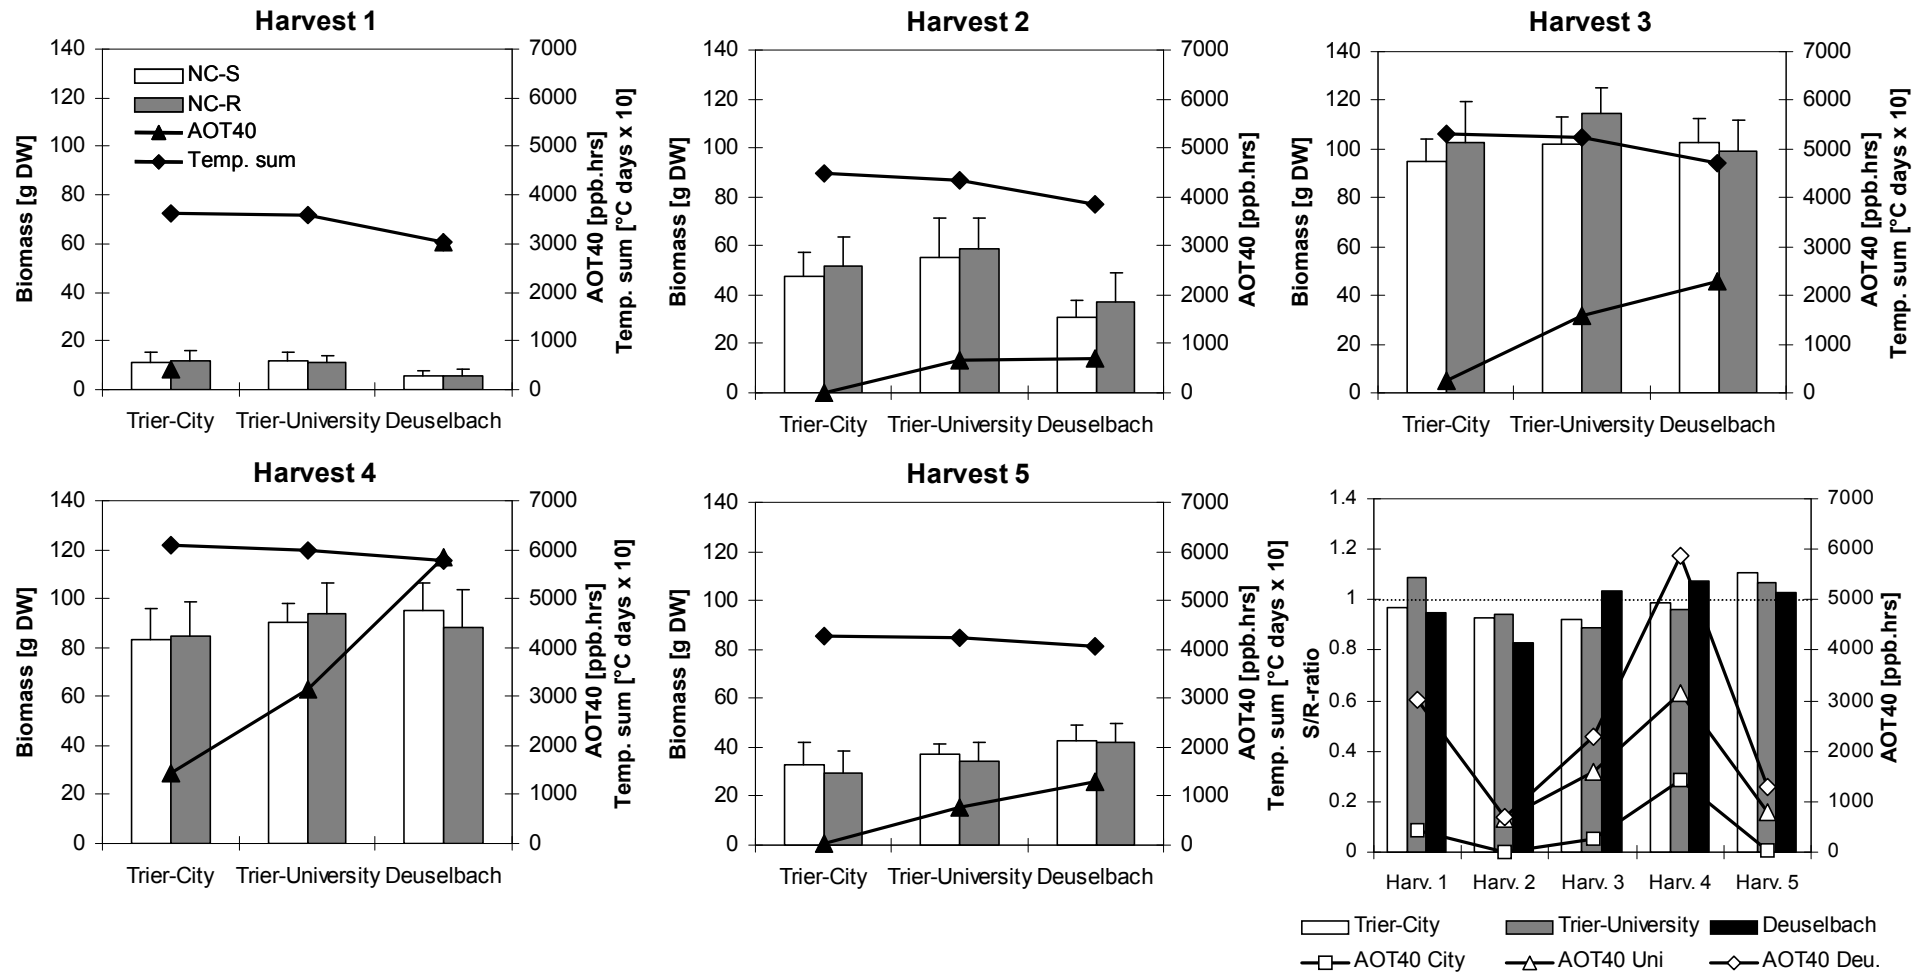 Harvest 1
140
120
100
80
60
40
20
0
Biomass [g DW]
NC-S
NC-R
AOT40
Temp. sum
7000
6000
5000
4000
3000
2000
1000
0
AOT40 [ppb.hrs]
Temp. sum [°C days x 10]
Trier-City Trier-University Deuselbach
Harvest 2
140
120
100
80
60
40
20
0
Biomass [g DW]
7000
6000
5000
4000
3000
2000
1000
0
AOT40 [ppb.hrs]
Trier-City Trier-University Deuselbach
Harvest 3
140
120
100
80
60
40
20
0
Biomass [g DW]
7000
6000
5000
4000
3000
2000
1000
0
AOT40 [ppb.hrs]
Temp. sum [°C days x 10]
Trier-City Trier-University Deuselbach
Harvest 4
140
120
100
80
60
40
20
0
Biomass [g DW]
7000
6000
5000
4000
3000
2000
1000
0
AOT40 [ppb.hrs]
Temp. sum [°C days x 10]
Trier-City Trier-University Deuselbach
Harvest 5
140
120
100
80
60
40
20
0
Biomass [g DW]
7000
6000
5000
4000
3000
2000
1000
0
AOT40 [ppb.hrs]
Temp. sum [°C days x 10]
Trier-City Trier-University Deuselbach
1.4
1.2
1
0.8
0.6
0.4
0.2
0
S/R-ratio
7000
6000
5000
4000
3000
2000
1000
0
AOT40 [ppb.hrs]
Harv. 1 Harv. 2 Harv. 3 Harv. 4 Harv. 5
Trier-City Trier-University Deuselbach
AOT40 City AOT40 Uni AOT40 Deu.